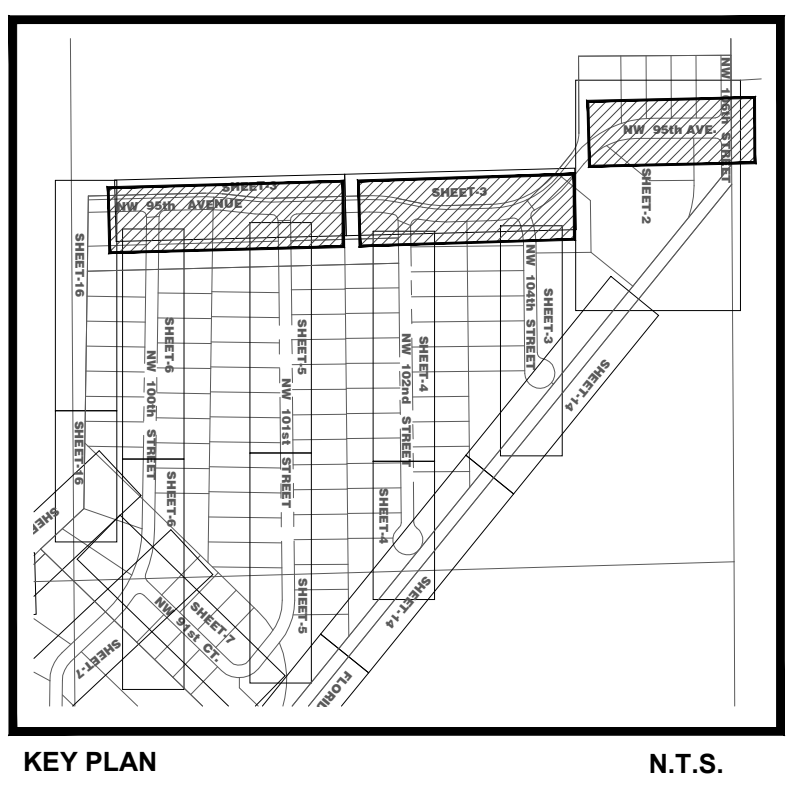 NW 106th STREET
NW 95th AVE.
SHEET-2
SHEET-3
NW 95th AVENUE
SHEET-3
SHEET-16
SHEET-6
NW 100th STREET
SHEET-5
NW 101st STREET
SHEET-4
NW 102nd STREET
NW 104th STREET
SHEET-3
SHEET-14
SHEET-16
SHEET-6
SHEET-4
SHEE
SHEET-5
SHEET-14
SHEET-7
NW 91st CT.
SHEET-7
FLORID
KEY PLAN
N.T.S.